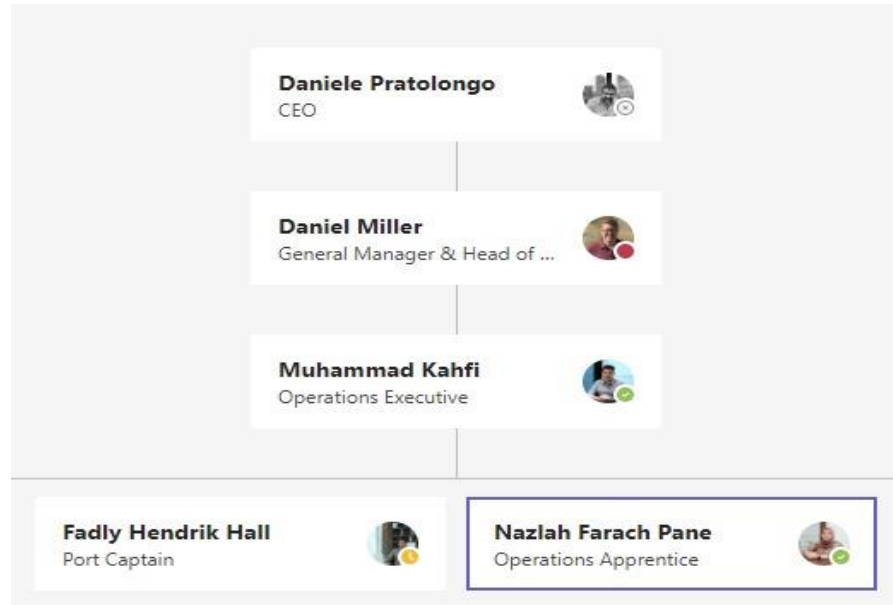 Daniele Pratolongo
CEO
Daniel Miller
General Manager & Head of ...
Muhammad Kahfi
Operations Executive
Fadly Hendrik Hall
Port Captain
Nazlah Farach Pane
Operations Apprentice